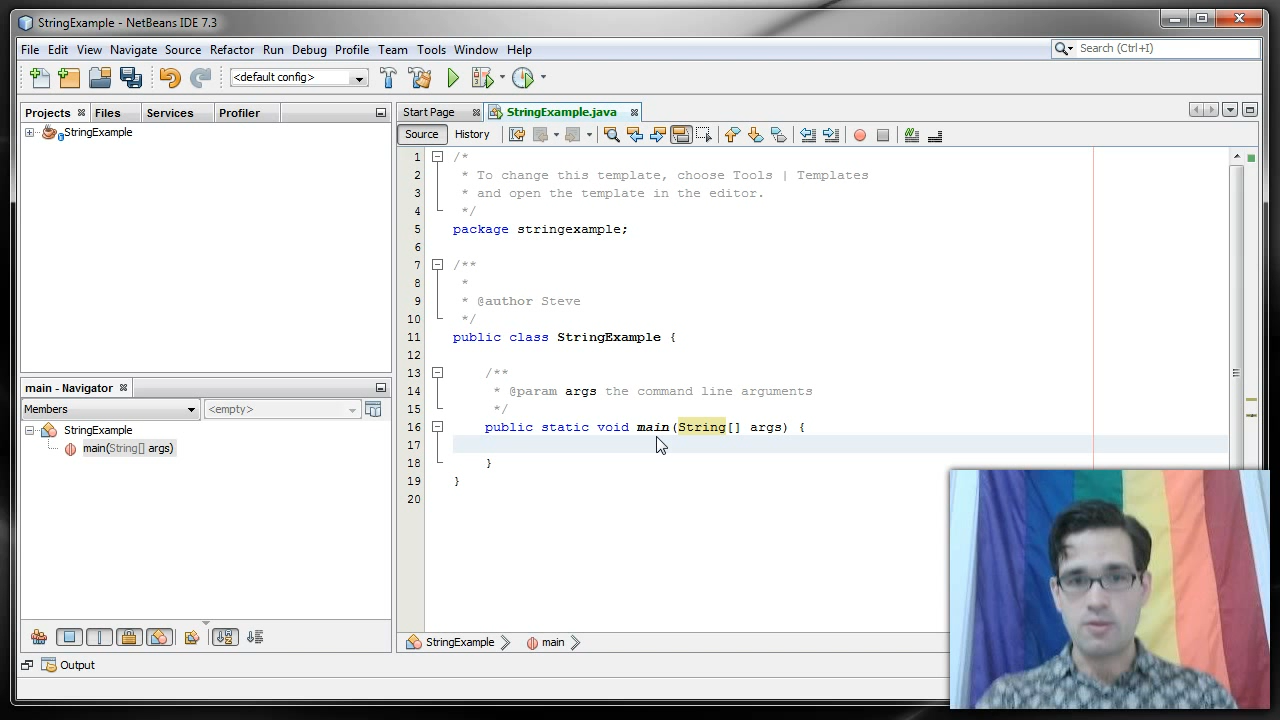 StringExample - NetBeans IDE 7.3
File Edit View Navigate Source Refactor Run Debug Profile Team Tools Window Help
Search (Ctrl+I)
<default config>
Projects Files Services Profiler
StringExample
Start Page StringExample.java
Source History
1 /*
2 * To change this template, choose Tools | Templates
3 * and open the template in the editor.
4 */
5 package stringexample;
6
7 /**
8 *
9 * @author Steve
10 */
11 public class StringExample {
12
13 /**
14 * @param args the command line arguments
15 */
16 public static void main(String[] args) {
17
18 }
19 }
20
main - Navigator
Members <empty>
StringExample
main(String[] args)
StringExample main
Output